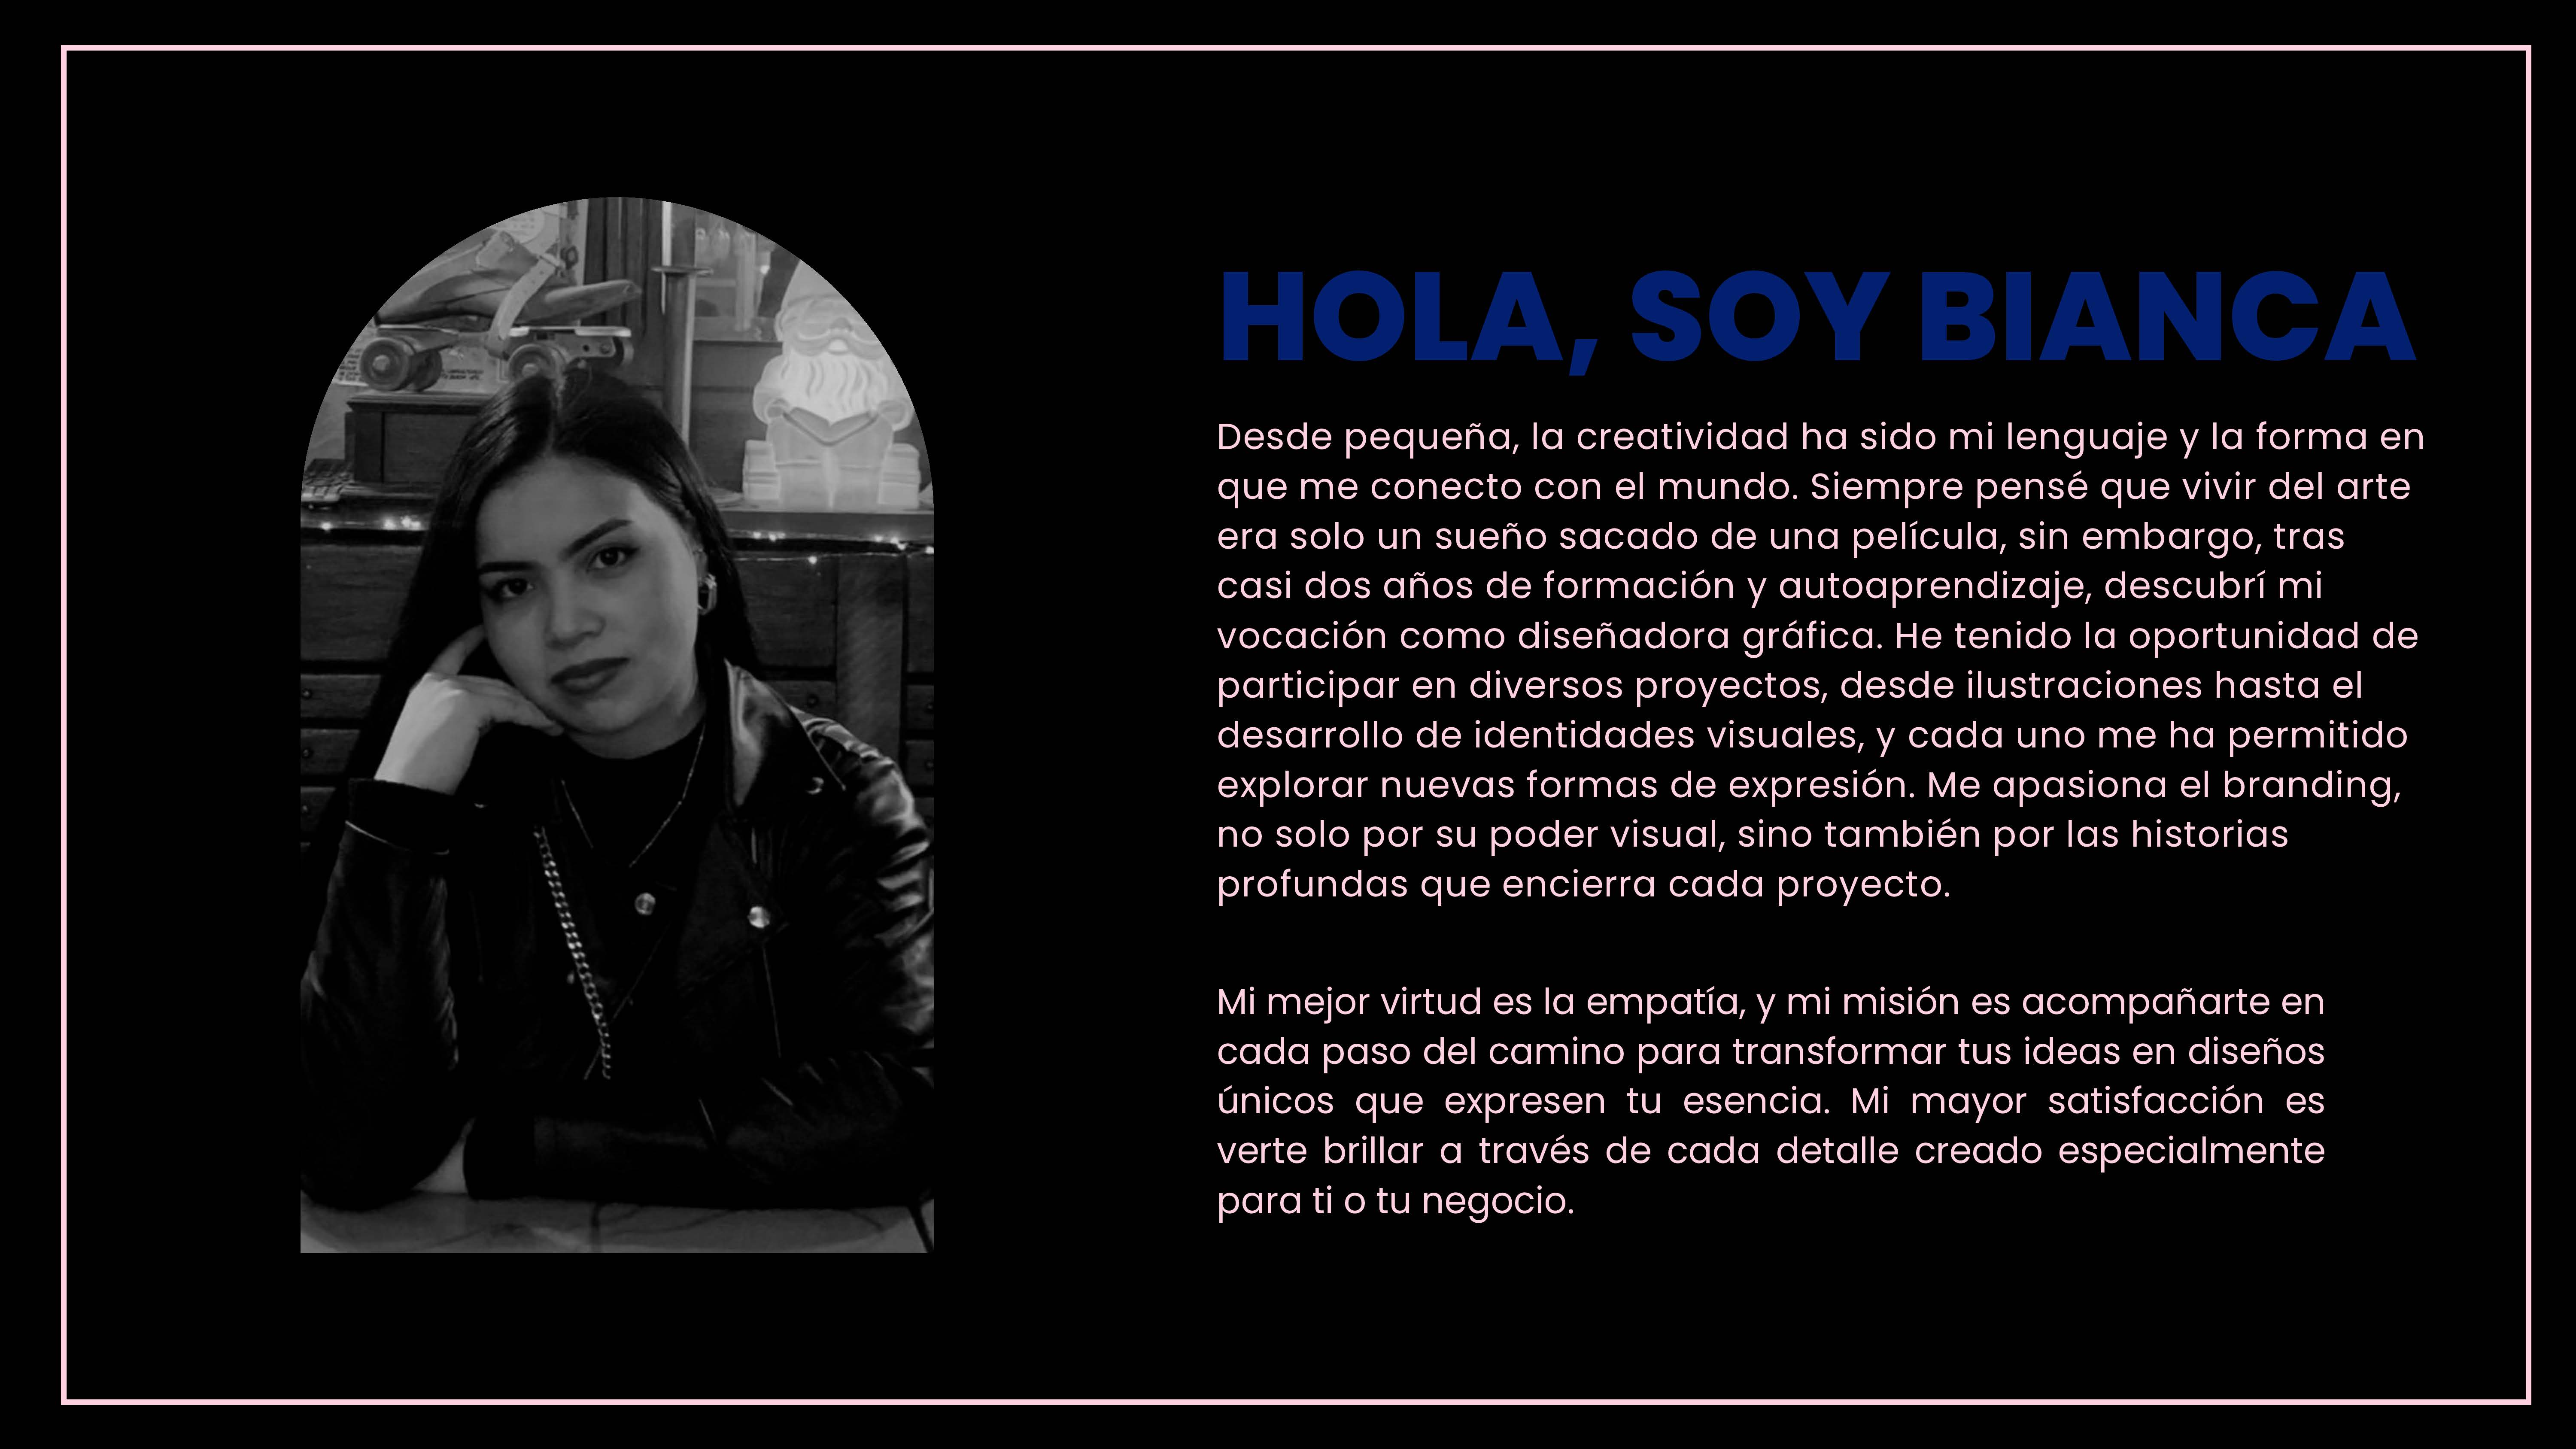 HOLA, SOY BIANCA
Desde pequeña, la creatividad ha sido mi lenguaje y la forma en
que me conecto con el mundo. Siempre pensé que vivir del arte
era solo un sueño sacado de una película, sin embargo, tras
casi dos años de formación y autoaprendizaje, descubrí mi
vocación como diseñadora gráfica. He tenido la oportunidad de
participar en diversos proyectos, desde ilustraciones hasta el
desarrollo de identidades visuales, y cada uno me ha permitido
explorar nuevas formas de expresión. Me apasiona el branding,
no solo por su poder visual, sino también por las historias
profundas que encierra cada proyecto.
Mi mejor virtud es la empatía, y mi misión es acompañarte en
cada paso del camino para transformar tus ideas en diseños
únicos que expresen tu esencia. Mi mayor satisfacción es
verte brillar a través de cada detalle creado especialmente
para ti o tu negocio.